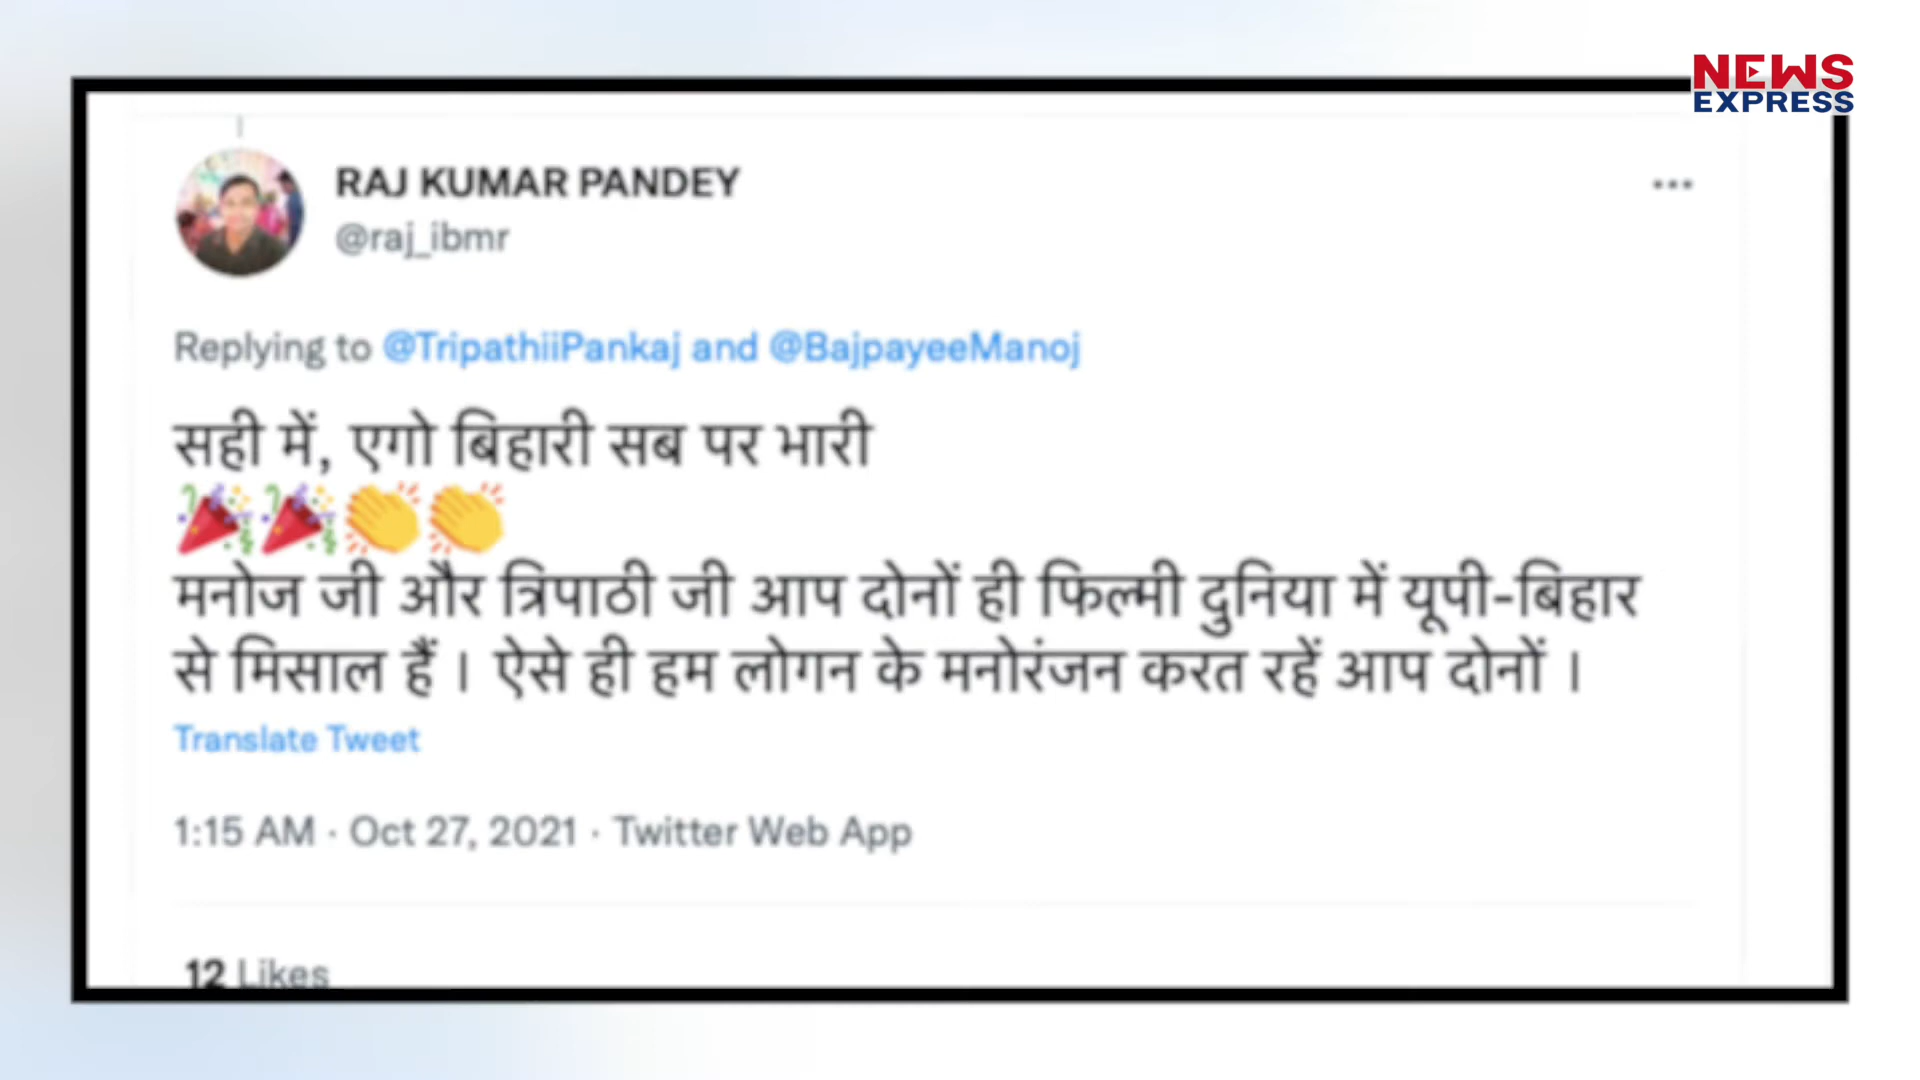 NEWS
EXPRESS
RAJ KUMAR PANDEY
@raj_ibmr
Replying to @TripathiiPankaj and @BajpayeeManoj
सही में, एगो बिहारी सब पर भारी
🎉🎉👏👏
मनोज जी और त्रिपाठी जी आप दोनों ही फिल्मी दुनिया में यूपी-बिहार
से मिसाल हैं । ऐसे ही हम लोगन के मनोरंजन करत रहें आप दोनों ।
Translate Tweet
1:15 AM · Oct 27, 2021 · Twitter Web App
12 Likes